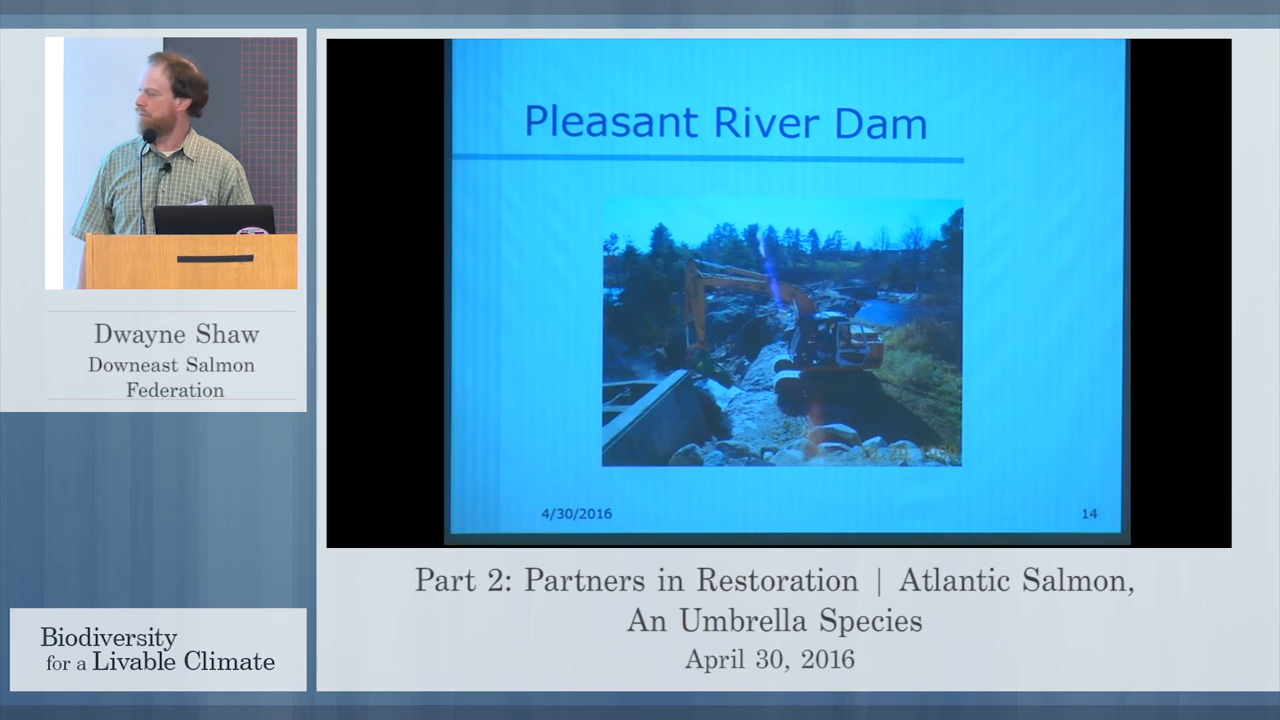 Pleasant River Dam
4/30/2016
14
Dwayne Shaw
Downeast Salmon
Federation
Part 2: Partners in Restoration | Atlantic Salmon,
An Umbrella Species
April 30, 2016
Biodiversity
for a Livable Climate